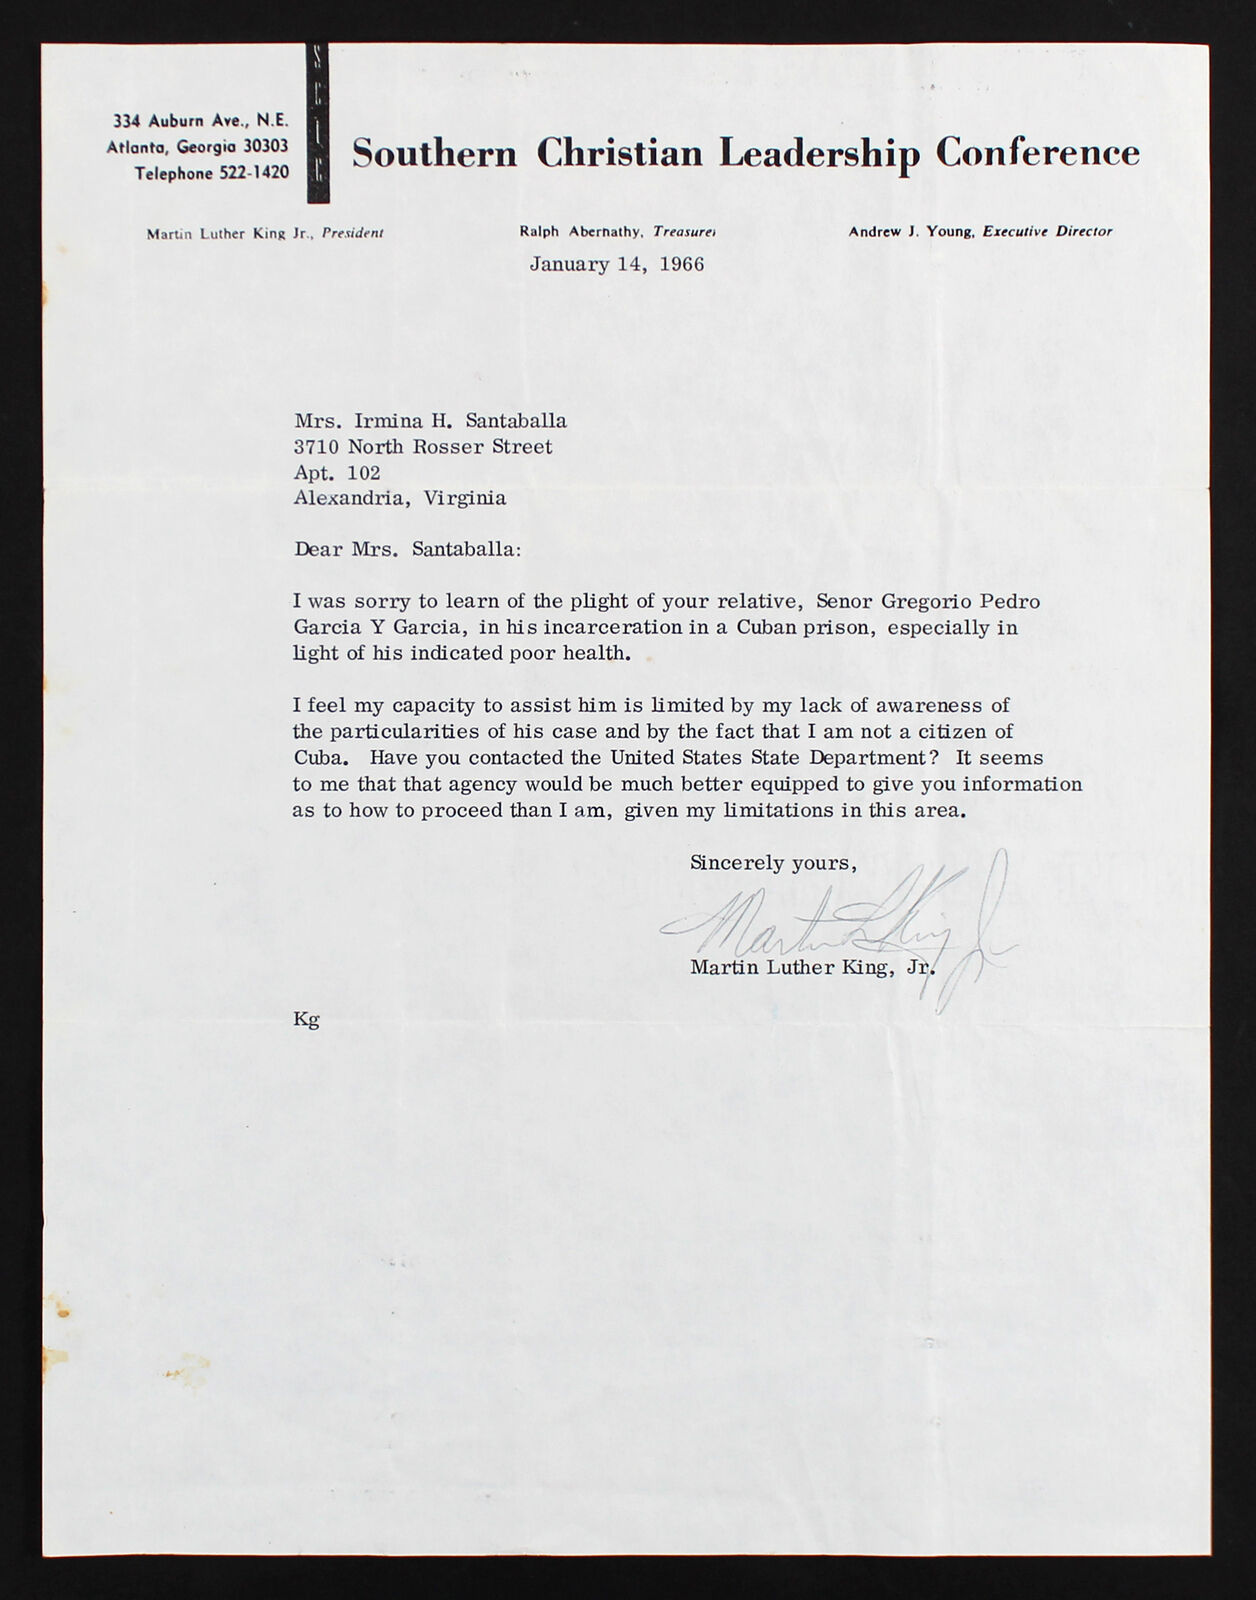 SCLC
334 Auburn Ave., N.E.
Atlanta, Georgia 30303
Telephone 522-1420
Southern Christian Leadership Conference
Martin Luther King Jr., President
Ralph Abernathy, Treasurer
Andrew J. Young, Executive Director
January 14, 1966
Mrs. Irmina H. Santaballa
3710 North Rosser Street
Apt. 102
Alexandria, Virginia
Dear Mrs. Santaballa:
I was sorry to learn of the plight of your relative, Senor Gregorio Pedro
Garcia Y Garcia, in his incarceration in a Cuban prison, especially in
light of his indicated poor health.
I feel my capacity to assist him is limited by my lack of awareness of
the particularities of his case and by the fact that I am not a citizen of
Cuba. Have you contacted the United States State Department? It seems
to me that that agency would be much better equipped to give you information
as to how to proceed than I am, given my limitations in this area.
Sincerely yours,
Martin L King Jr
Martin Luther King, Jr.
Kg